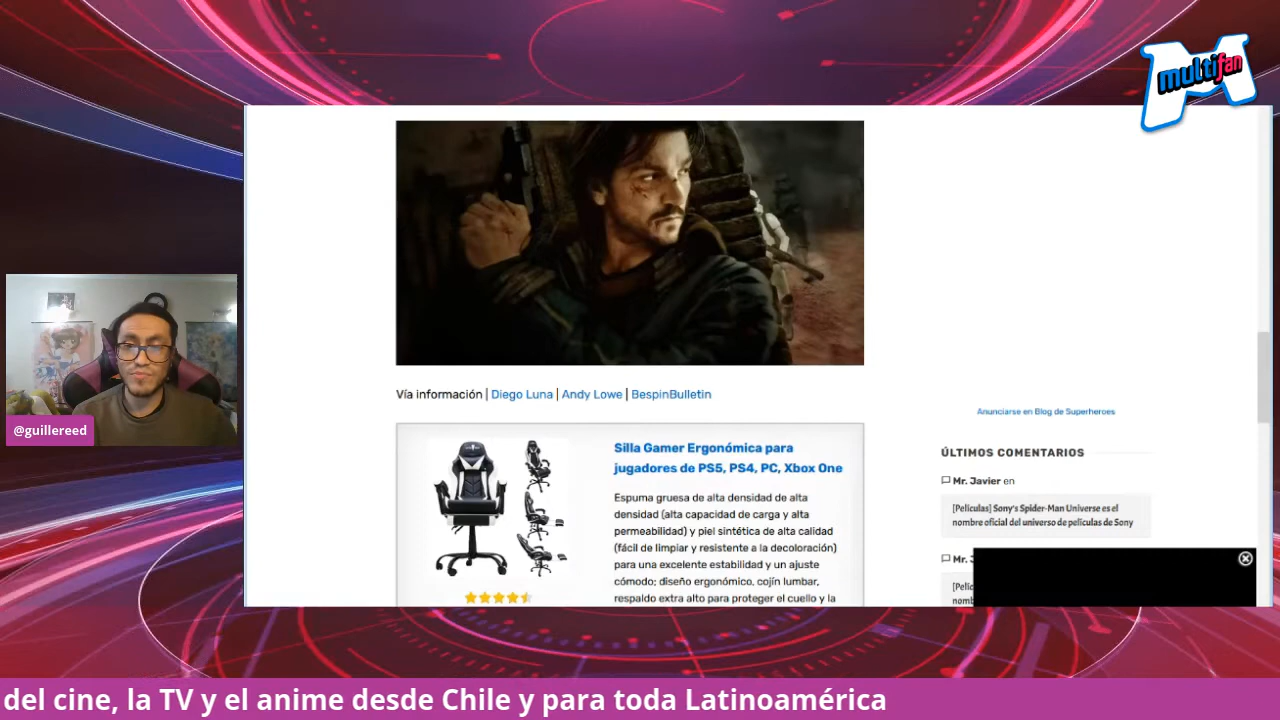 multifan
Vía información | Diego Luna | Andy Lowe | BespinBulletin
Silla Gamer Ergonómica para
jugadores de PS5, PS4, PC, Xbox One
Espuma gruesa de alta densidad de alta
densidad (alta capacidad de carga y alta
permeabilidad) y piel sintética de alta calidad
(fácil de limpiar y resistente a la decoloración)
para una excelente estabilidad y un ajuste
cómodo; diseño ergonómico, cojín lumbar,
respaldo extra alto para proteger el cuello y la
Anunciarse en Blog de Superheroes
ÚLTIMOS COMENTARIOS
Mr. Javier en
[Películas] Sony's Spider-Man Universe es el
nombre oficial del universo de películas de Sony
Mr. J
[Pelíc
nomb
@guillereed
del cine, la TV y el anime desde Chile y para toda Latinoamérica